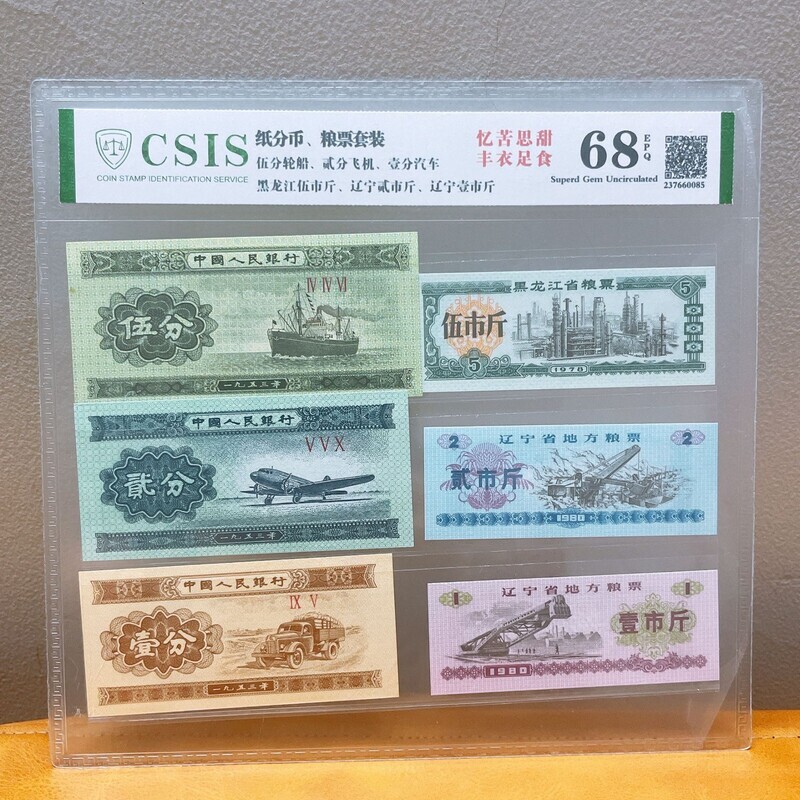 CSIS
COIN STAMP IDENTIFICATION SERVICE
纸分币、粮票套装
伍分轮船、贰分飞机、壹分汽车
黑龙江伍市斤、辽宁贰市斤、辽宁壹市斤
忆苦思甜
丰衣足食
68
EPQ
Superd Gem Uncirculated
237660085
中國人民銀行
IV IV VI
伍分
一九五三年
黑龙江省粮票
5
伍市斤
5
1978
中國人民銀行
V V X
貳分
一九五三年
2
辽宁省地方粮票
2
贰市斤
1980
中國人民銀行
IX V
壹分
一九五三年
1
辽宁省地方粮票
1
壹市斤
1980